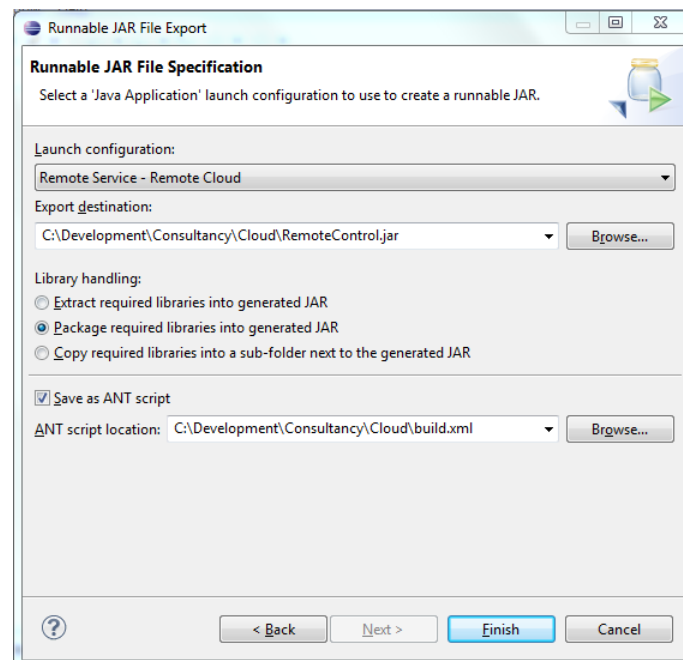 Runnable JAR File Export
Runnable JAR File Specification
Select a 'Java Application' launch configuration to use to create a runnable JAR.
Launch configuration:
Remote Service - Remote Cloud
Export destination:
C:\Development\Consultancy\Cloud\RemoteControl.jar Browse...
Library handling:
Extract required libraries into generated JAR
Package required libraries into generated JAR
Copy required libraries into a sub-folder next to the generated JAR
Save as ANT script
ANT script location: C:\Development\Consultancy\Cloud\build.xml Browse...
? < Back Next > Finish Cancel